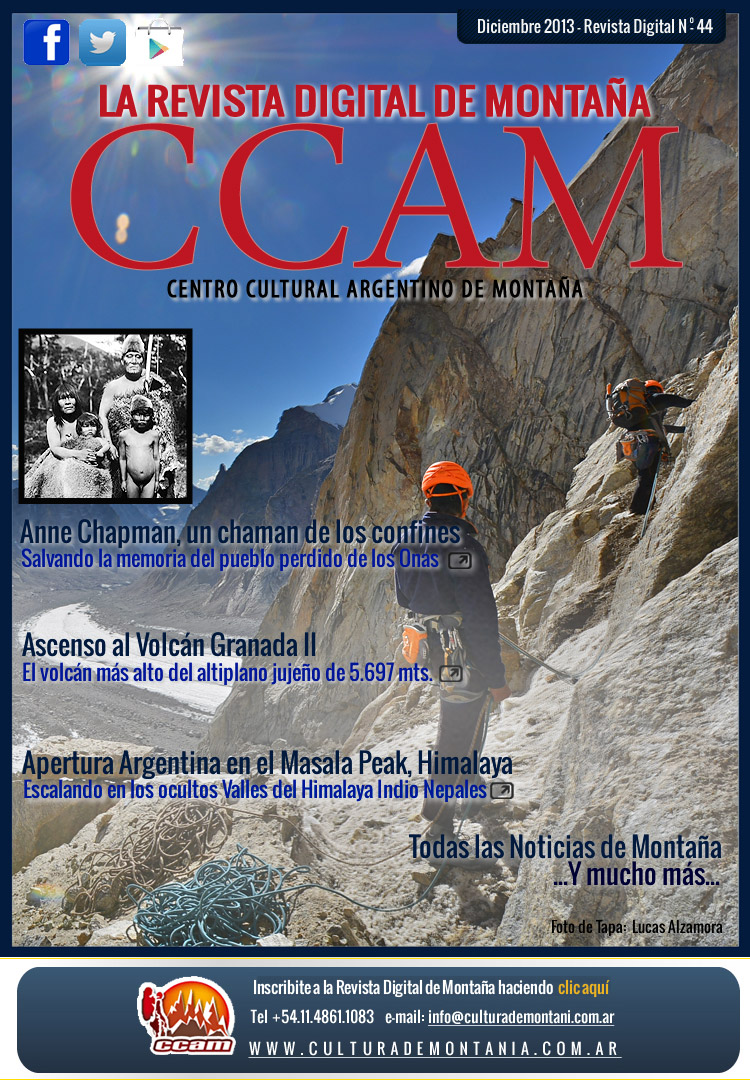 Diciembre 2013 - Revista Digital Nº 44
LA REVISTA DIGITAL DE MONTAÑA
CCAM
CENTRO CULTURAL ARGENTINO DE MONTAÑA
Anne Chapman, un chaman de los confines
Salvando la memoria del pueblo perdido de los Onas
Ascenso al Volcán Granada II
El volcán más alto del altiplano jujeño de 5.697 mts.
Apertura Argentina en el Masala Peak, Himalaya
Escalando en los ocultos Valles del Himalaya Indio Nepales
Todas las Noticias de Montaña
...Y mucho más...
Foto de Tapa: Lucas Alzamora
Inscribite a la Revista Digital de Montaña haciendo clic aquí
Tel +54.11.4861.1083 e-mail: info@culturademontani.com.ar
ccam
WWW.CULTURADEMONTANIA.COM.AR